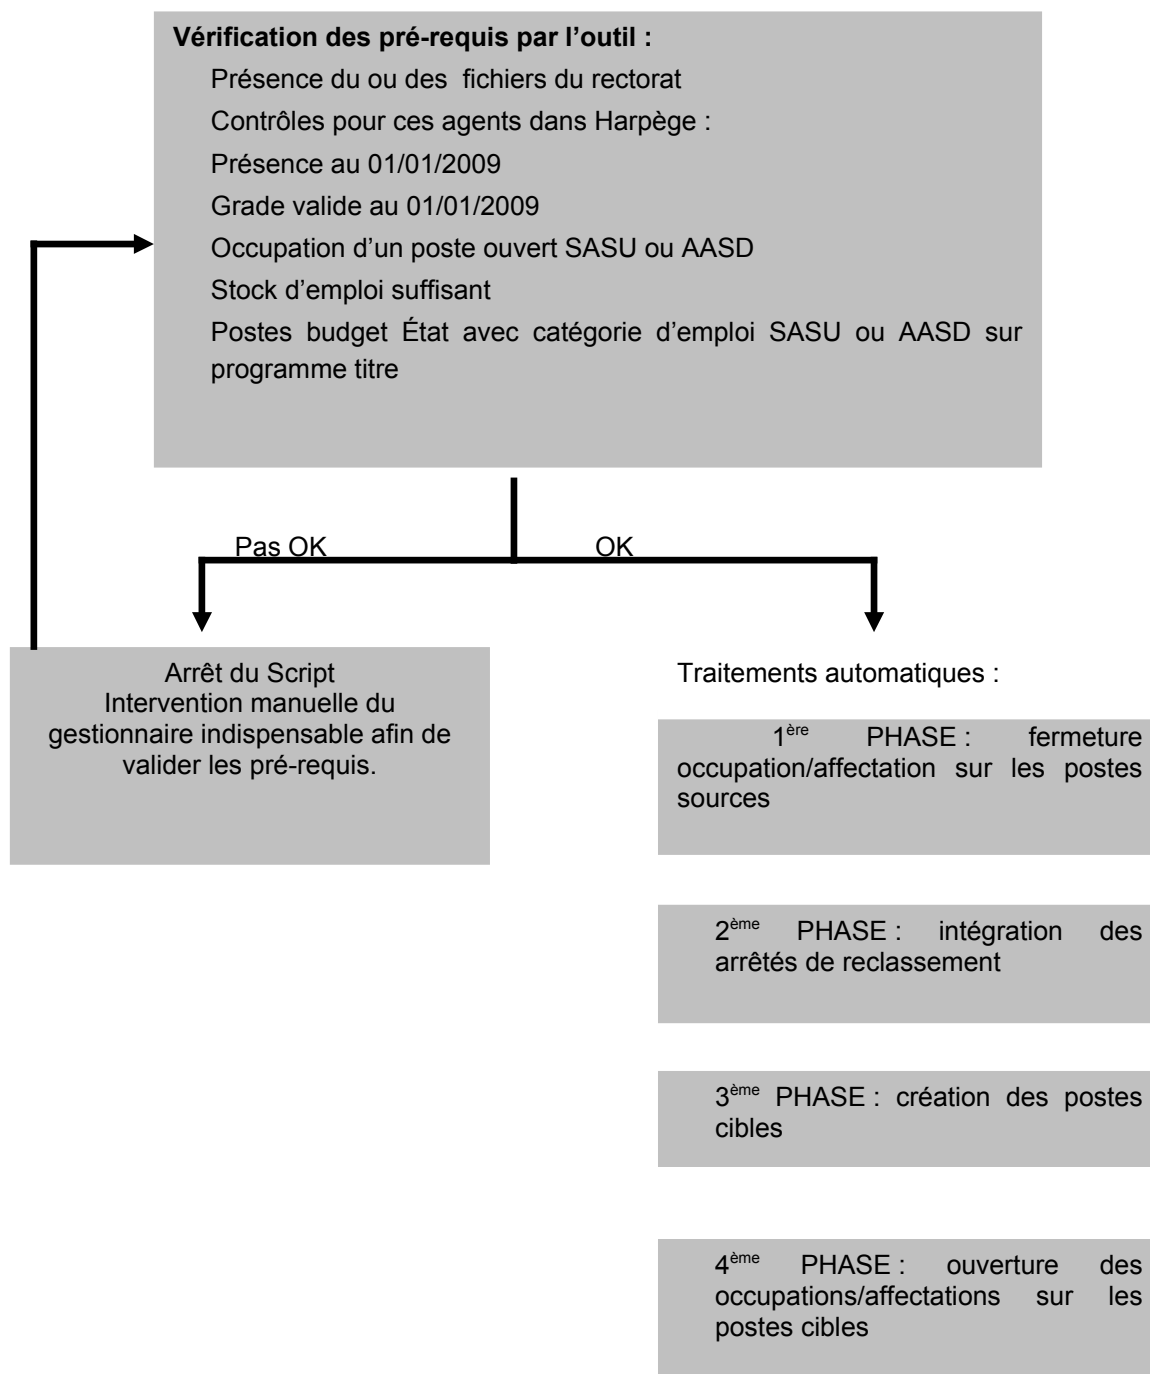 Vérification des pré-requis par l’outil :
Présence du ou des  fichiers du rectorat
Contrôles pour ces agents dans Harpège :
Présence au 01/01/2009
Grade valide au 01/01/2009
Occupation d’un poste ouvert SASU ou AASD
Stock d’emploi suffisant
Postes budget État avec catégorie d’emploi SASU ou AASD sur
programme titre
Pas OK
OK
Arrêt du Script
Intervention manuelle du
gestionnaire indispensable afin de
valider les pré-requis.
Traitements automatiques :
1ère PHASE : fermeture
occupation/affectation sur les postes
sources
2ème PHASE : intégration des
arrêtés de reclassement
3ème PHASE : création des postes
cibles
4ème PHASE : ouverture des
occupations/affectations sur les
postes cibles